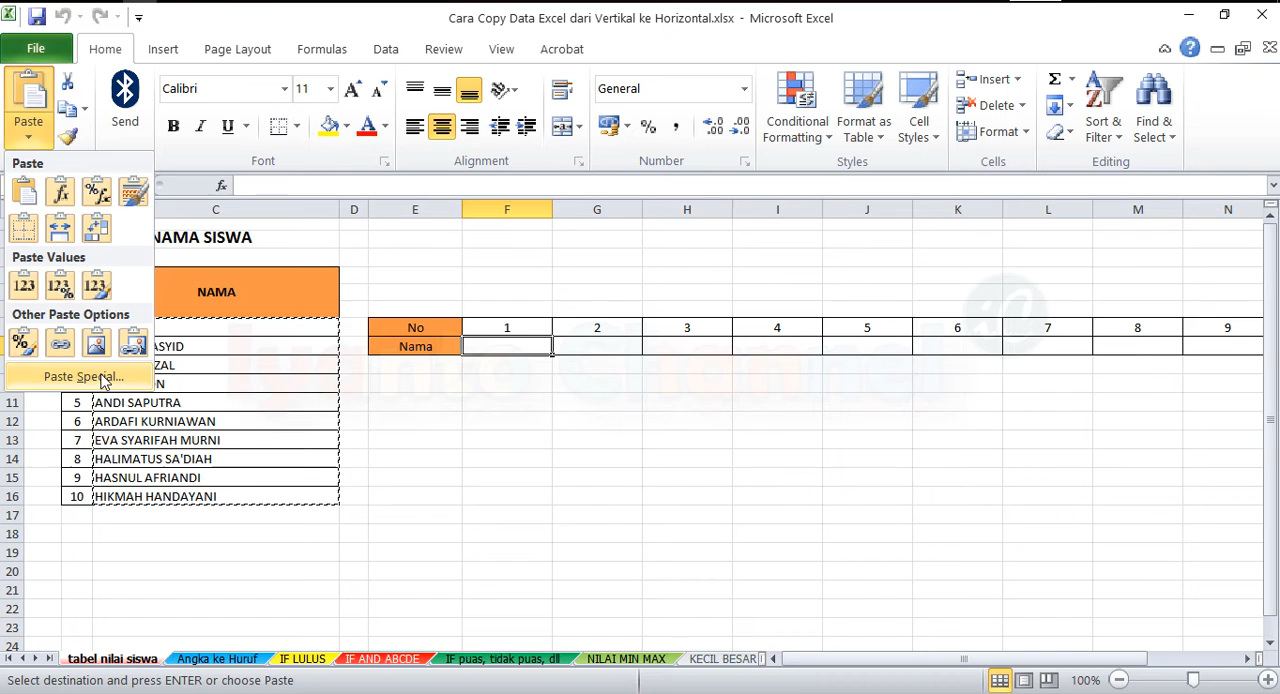 Cara Copy Data Excel dari Vertikal ke Horizontal.xlsx - Microsoft Excel
File Home Insert Page Layout Formulas Data Review View Acrobat
Calibri 11 General
Paste Send Conditional Formatting Format as Table Cell Styles Insert Delete Format Sort & Filter Find & Select
Font Alignment Number Styles Cells Editing
Paste
Paste Values
Other Paste Options
Paste Special...
fx
C D E F G H I J K L M N
NAMA SISWA
NAMA
No 1 2 3 4 5 6 7 8 9
ASYID Nama
ZAL
ON
11 5 ANDI SAPUTRA
12 6 ARDAFI KURNIAWAN
13 7 EVA SYARIFAH MURNI
14 8 HALIMATUS SA'DIAH
15 9 HASNUL AFRIANDI
16 10 HIKMAH HANDAYANI
17
18
19
20
21
22
23
24
Iyanto Channel
tabel nilai siswa Angka ke Huruf IF LULUS IF AND ABCDE IF puas, tidak puas, dll NILAI MIN MAX KECIL BESAR
Select destination and press ENTER or choose Paste 100%